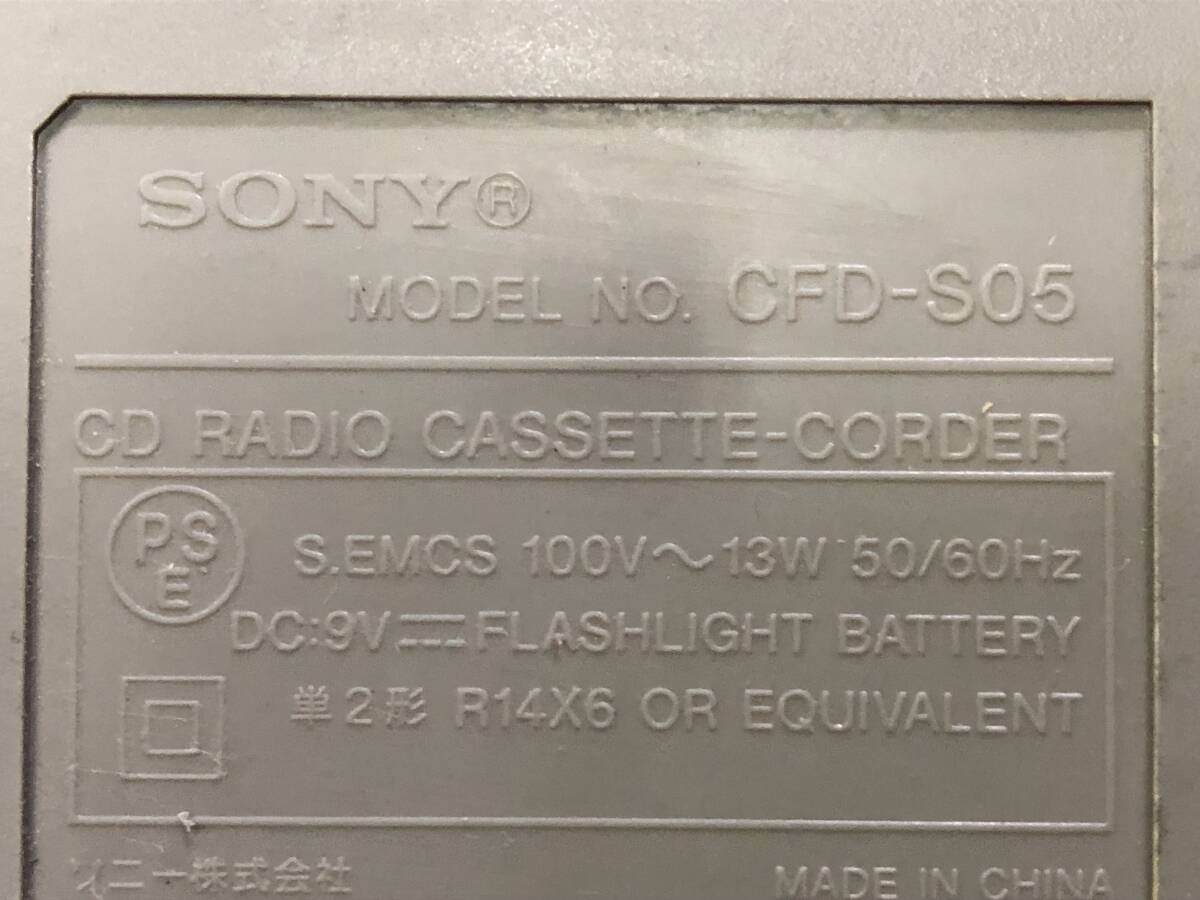 SONY®
MODEL NO. CFD-S05
CD RADIO CASSETTE-CORDER
PSE
S.EMCS 100V～13W 50/60Hz
DC:9V⎓FLASHLIGHT BATTERY
単2形 R14X6 OR EQUIVALENT
ソニー株式会社
MADE IN CHINA